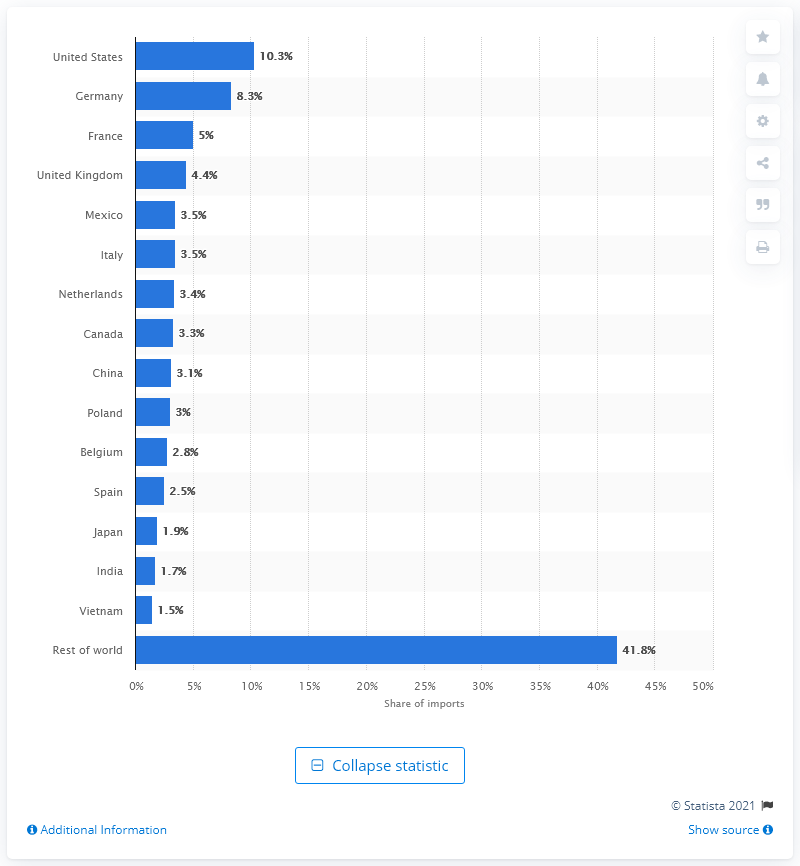 United States 10.3%
Germany 8.3%
France 5%
United Kingdom 4.4%
Mexico 3.5%
Italy 3.5%
Netherlands 3.4%
Canada 3.3%
China 3.1%
Poland 3%
Belgium 2.8%
Spain 2.5%
Japan 1.9%
India 1.7%
Vietnam 1.5%
Rest of world 41.8%
0% 5% 10% 15% 20% 25% 30% 35% 40% 45% 50%
Share of imports
Collapse statistic
© Statista 2021
Additional Information Show source